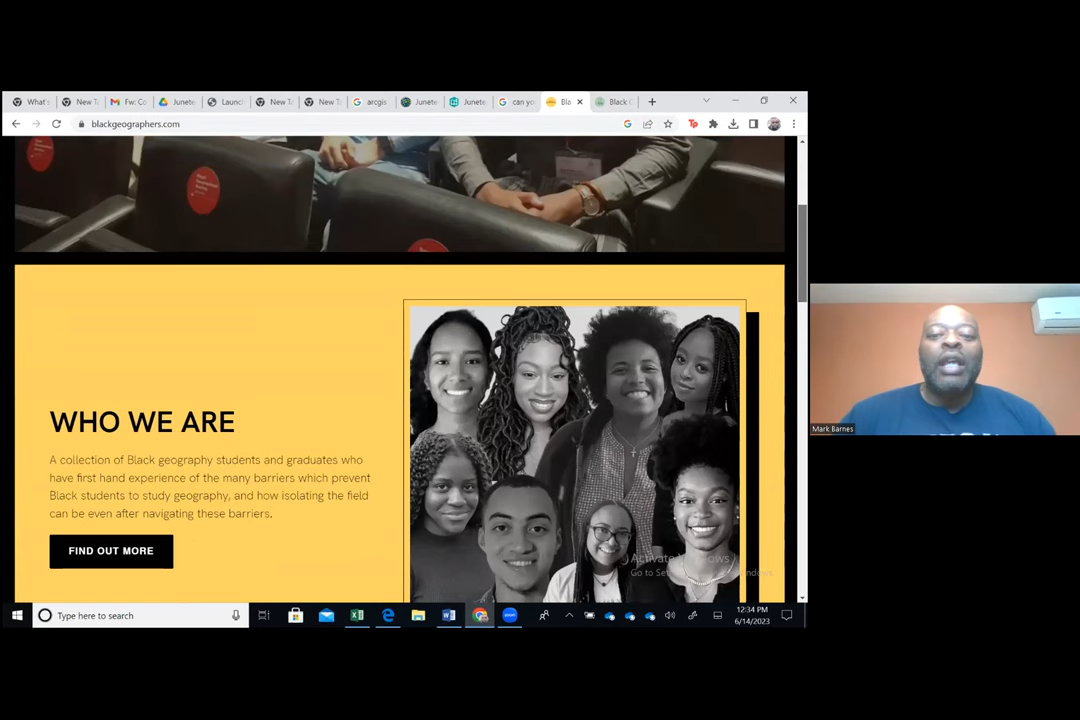 What's
New T
Fw: Co
Junete
Launc
New T
New T
arcgis
Junete
Junete
can yo
Bla
Black G
blackgeographers.com
WHO WE ARE
A collection of Black geography students and graduates who
have first hand experience of the many barriers which prevent
Black students to study geography, and how isolating the field
can be even after navigating these barriers.
FIND OUT MORE
Activate Windows
Go to Set
Mark Barnes
Type here to search
12:34 PM
6/14/2023